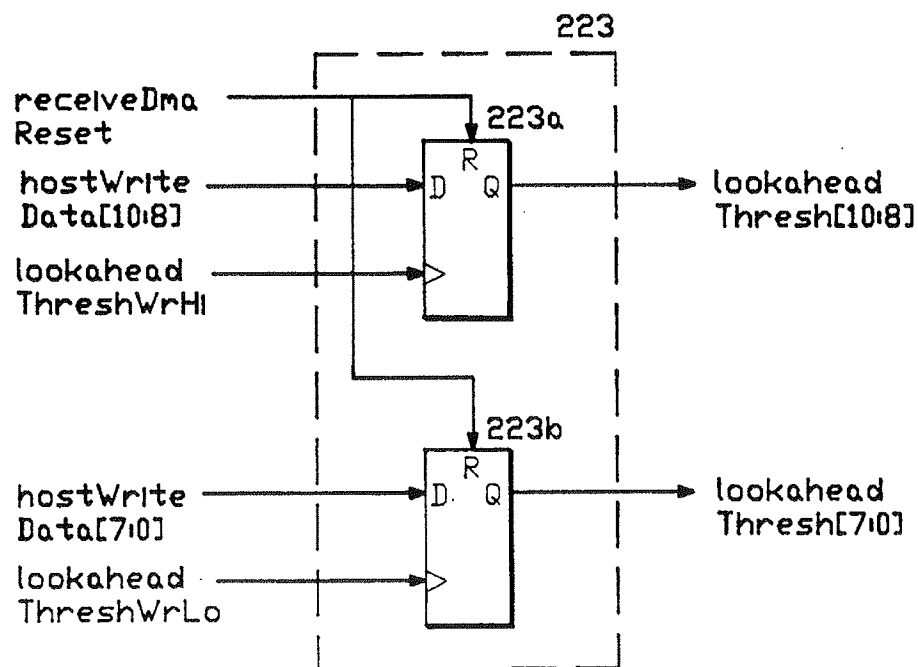 223
receiveDma
Reset
223a
R
hostWrite
Data[10:8]
D
Q
lookahead
Thresh[10:8]
lookahead
ThreshWrHi
223b
R
hostWrite
Data[7:0]
D
Q
lookahead
Thresh[7:0]
lookahead
ThreshWrLo